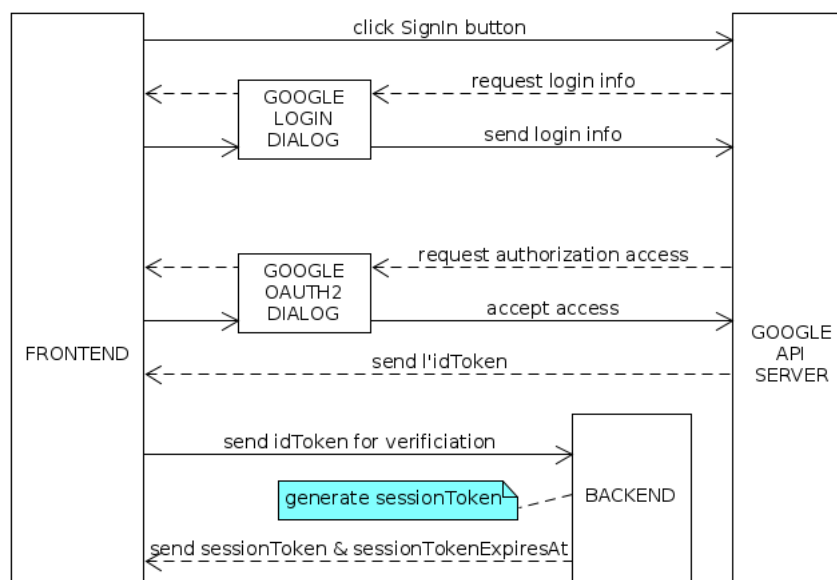 click SignIn button
request login info
GOOGLE
LOGIN
DIALOG
send login info
request authorization access
GOOGLE
OAUTH2
DIALOG
accept access
FRONTEND
GOOGLE
API
SERVER
send l'idToken
send idToken for verificiation
generate sessionToken
BACKEND
send sessionToken & sessionTokenExpiresAt